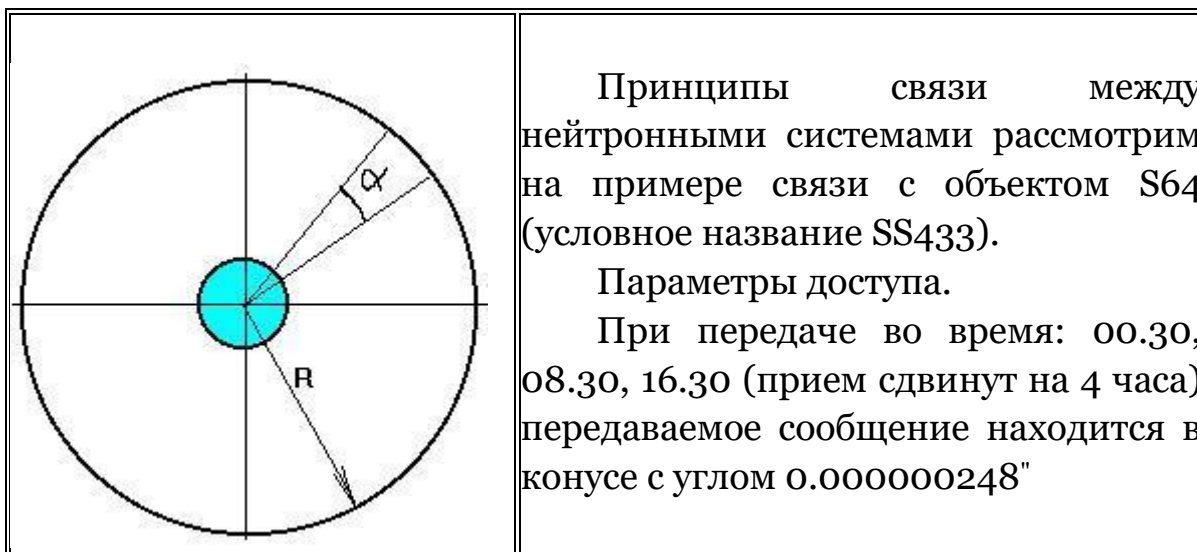 α
R
Принципы связи между
нейтронными системами рассмотрим
на примере связи с объектом S64
(условное название SS433).
Параметры доступа.
При передаче во время: 00.30,
08.30, 16.30 (прием сдвинут на 4 часа)
передаваемое сообщение находится в
конусе с углом 0.000000248"